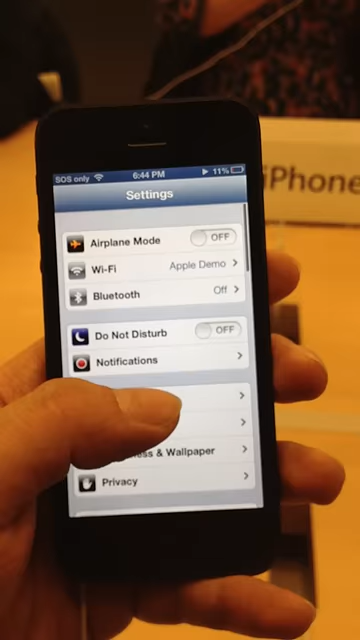 SOS only 6:44 PM 11%
Settings
iPhone
Airplane Mode OFF
Wi-Fi Apple Demo
Bluetooth Off
Do Not Disturb OFF
Notifications
& Wallpaper
Privacy